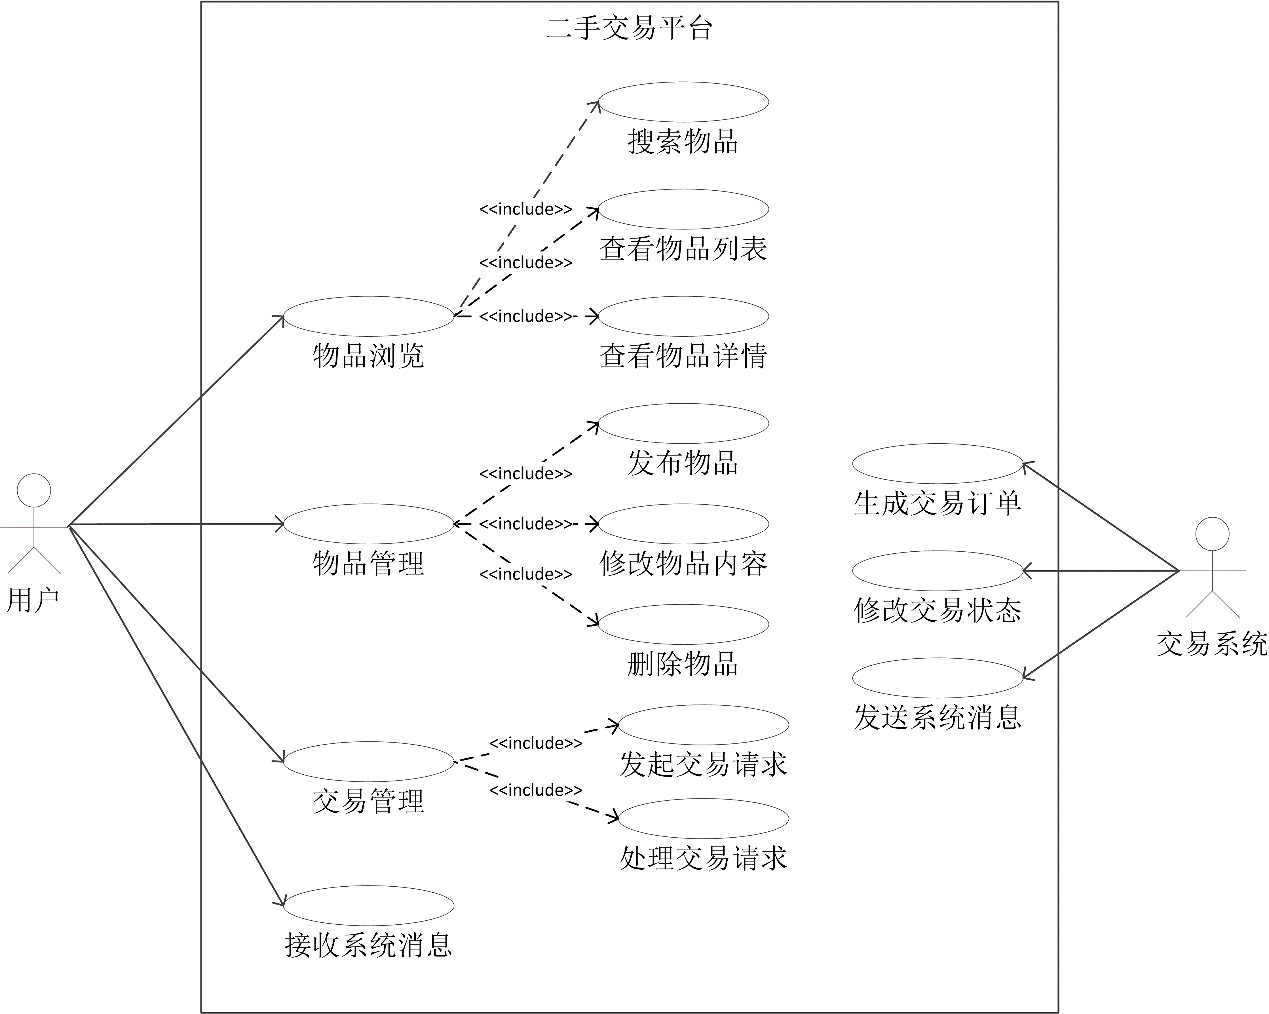 二手交易平台
搜索物品
<<include>>
查看物品列表
<<include>>
<<include>>
物品浏览
查看物品详情
发布物品
<<include>>
<<include>>
物品管理
修改物品内容
<<include>>
删除物品
用户
生成交易订单
修改交易状态
交易系统
发送系统消息
<<include>>
发起交易请求
<<include>>
交易管理
处理交易请求
接收系统消息